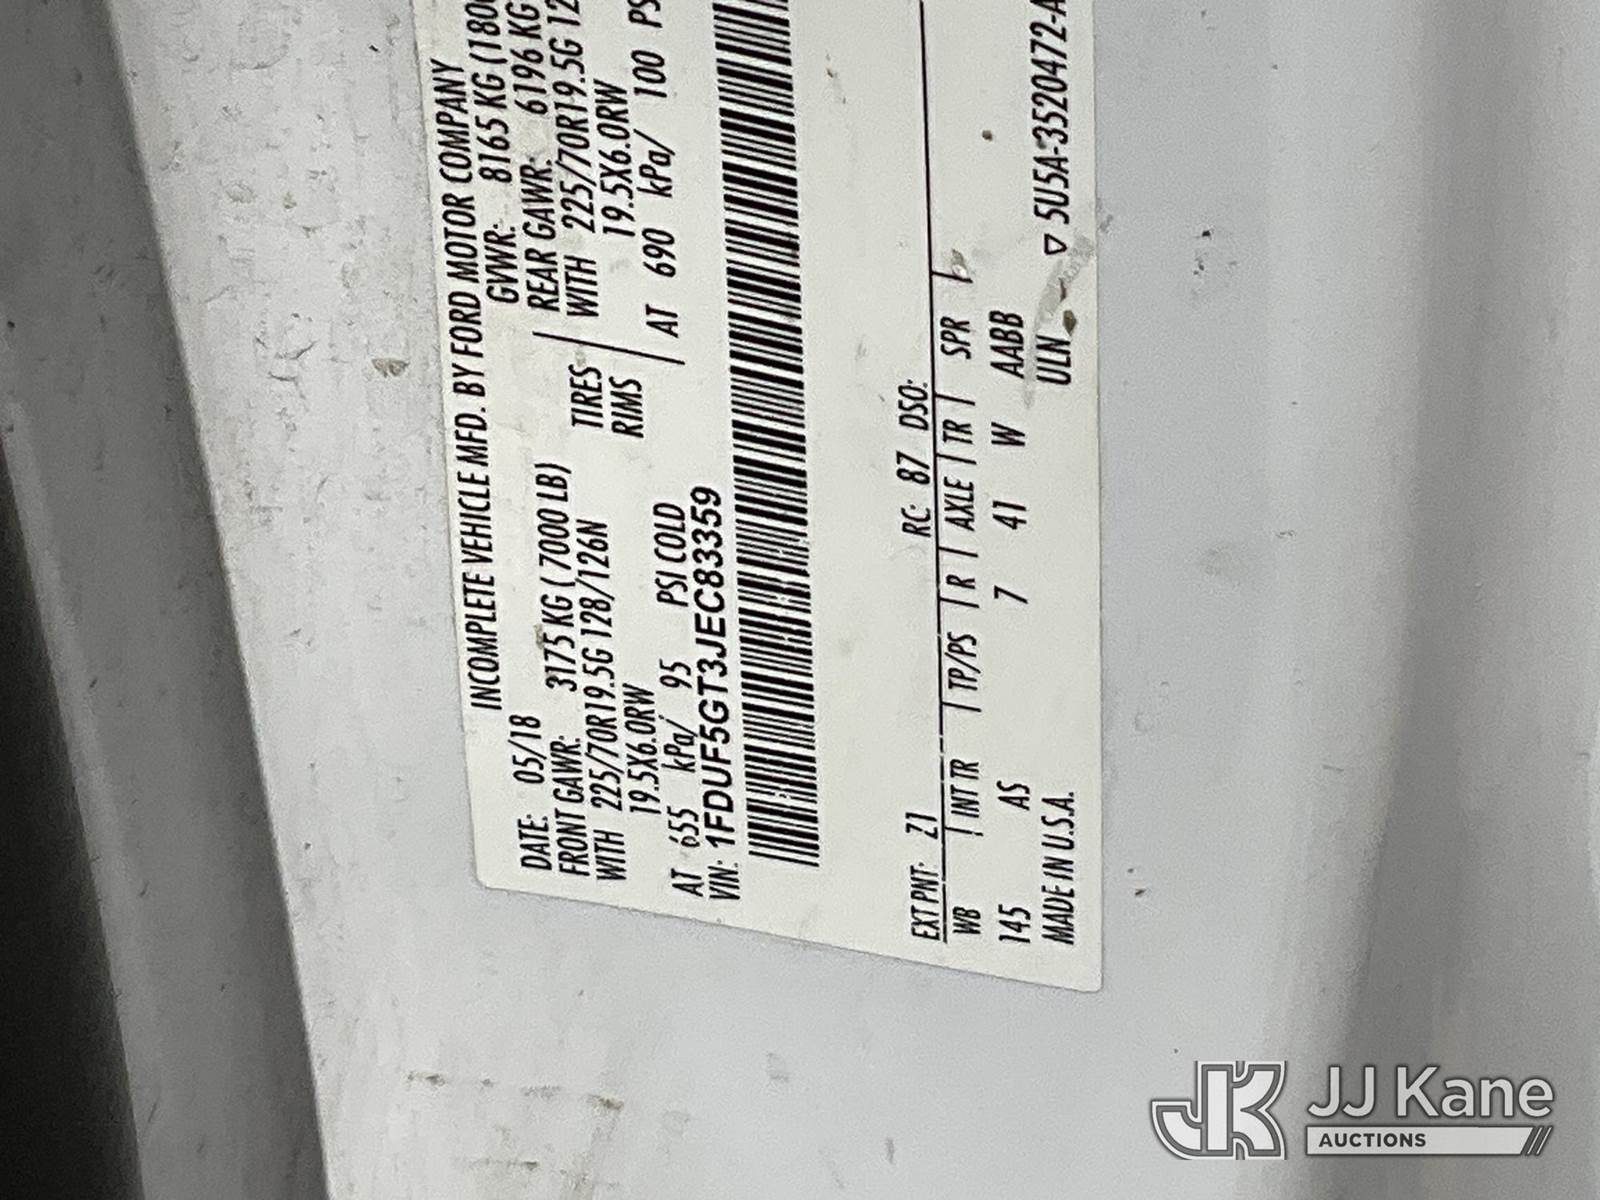 INCOMPLETE VEHICLE MFD. BY FORD MOTOR COMPANY
DATE: 05/18 GVWR: 8165 KG (180
FRONT GAWR: 3175 KG ( 7000 LB) REAR GAWR: 6196 KG
WITH 225/70R19.5G 128/126N TIRES WITH 225/70R19.5G 12
19.5X6.0RW RIMS 19.5X6.0RW
AT 655 kPa/ 95 PSI COLD AT 690 kPa/ 100 PS
VIN: 1FDUF5GT3JEC83359
EXT PNT: Z1 RC: 87 DSO:
WB | INT TR | TP/PS | R | AXLE | TR | SPR
145 AS 7 41 W AABB
MADE IN U.S.A. ULN ▽ 5U5A-3520472-A
JK JJ Kane
AUCTIONS